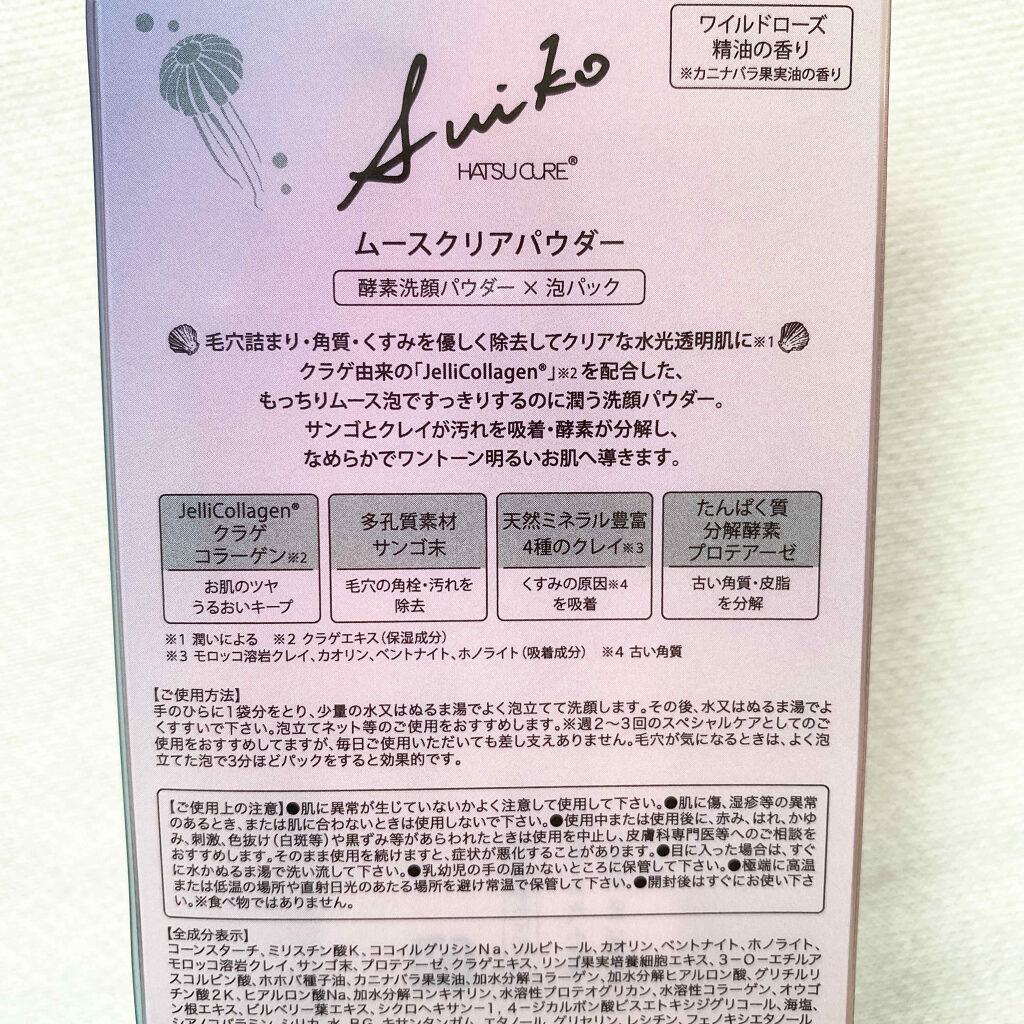 ワイルドローズ
精油の香り
※カニナバラ果実油の香り
Suiko
HATSU CURE®
ムースクリアパウダー
酵素洗顔パウダー × 泡パック
毛穴詰まり・角質・くすみを優しく除去してクリアな水光透明肌に※1
クラゲ由来の「JelliCollagen®」※2を配合した、
もっちりムース泡ですっきりするのに潤う洗顔パウダー。
サンゴとクレイが汚れを吸着・酵素が分解し、
なめらかでワントーン明るいお肌へ導きます。
JelliCollagen®
クラゲ
コラーゲン※2
お肌のツヤ
うるおいキープ
多孔質素材
サンゴ末
毛穴の角栓・汚れを
除去
天然ミネラル豊富
4種のクレイ※3
くすみの原因※4
を吸着
たんぱく質
分解酵素
プロテアーゼ
古い角質・皮脂
を分解
※1 潤いによる ※2 クラゲエキス(保湿成分)
※3 モロッコ溶岩クレイ、カオリン、ベントナイト、ホノライト(吸着成分) ※4 古い角質
【ご使用方法】
手のひらに1袋分をとり、少量の水又はぬるま湯でよく泡立てて洗顔します。その後、水又はぬるま湯でよ
くすすいで下さい。泡立てネット等のご使用をおすすめします。※週2〜3回のスペシャルケアとしてのご
使用をおすすめしてますが、毎日ご使用いただいても差し支えありません。毛穴が気になるときは、よく泡
立てた泡で3分ほどパックをすると効果的です。
【ご使用上の注意】●肌に異常が生じていないかよく注意して使用して下さい。●肌に傷、湿疹等の異常
のあるとき、または肌に合わないときは使用しないで下さい。●使用中または使用後に、赤み、はれ、かゆ
み、刺激、色抜け(白斑等)や黒ずみ等があらわれたときは使用を中止し、皮膚科専門医等へのご相談を
おすすめします。そのまま使用を続けますと、症状が悪化することがあります。●目に入った場合は、すぐ
に水かぬるま湯で洗い流して下さい。●乳幼児の手の届かないところに保管して下さい。●極端に高温
または低温の場所や直射日光のあたる場所を避け常温で保管して下さい。●開封後はすぐにお使い下さ
い。※食べ物ではありません。
【全成分表示】
コーンスターチ、ミリスチン酸K、ココイルグリシンNa、ソルビトール、カオリン、ベントナイト、ホノライト、
モロッコ溶岩クレイ、サンゴ末、プロテアーゼ、クラゲエキス、リンゴ果実培養細胞エキス、3-O-エチルア
スコルビン酸、ホホバ種子油、カニナバラ果実油、加水分解コラーゲン、加水分解ヒアルロン酸、グリチルリ
チン酸2K、ヒアルロン酸Na、加水分解コンキオリン、水溶性プロテオグリカン、水溶性コラーゲン、オウゴ
ン根エキス、ビルベリー葉エキス、シクロヘキサン-1,4-ジカルボン酸ビスエトキシジグリコール、海塩、
シアノコバラミン、シリカ、水、BG、キサンタンガム、エタノール、グリセリン、レシチン、フェノキシエタノール